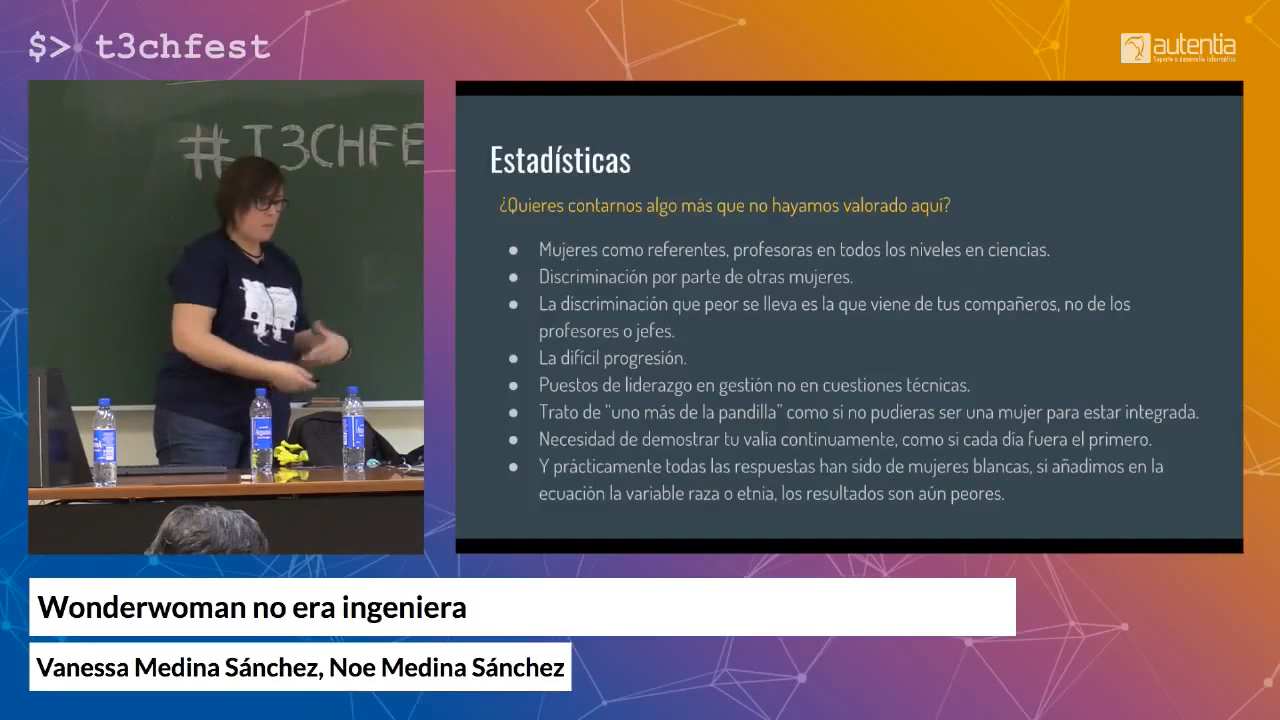 $> t3chfest
autentia
Soporte a desarrollo informático
#T3CHFE
Estadísticas
¿Quieres contarnos algo más que no hayamos valorado aquí?
● Mujeres como referentes, profesoras en todos los niveles en ciencias.
● Discriminación por parte de otras mujeres.
● La discriminación que peor se lleva es la que viene de tus compañeros, no de los
profesores o jefes.
● La difícil progresión.
● Puestos de liderazgo en gestión no en cuestiones técnicas.
● Trato de “uno más de la pandilla” como si no pudieras ser una mujer para estar integrada.
● Necesidad de demostrar tu valía continuamente, como si cada día fuera el primero.
● Y prácticamente todas las respuestas han sido de mujeres blancas, si añadimos en la
ecuación la variable raza o etnia, los resultados son aún peores.
Wonderwoman no era ingeniera
Vanessa Medina Sánchez, Noe Medina Sánchez